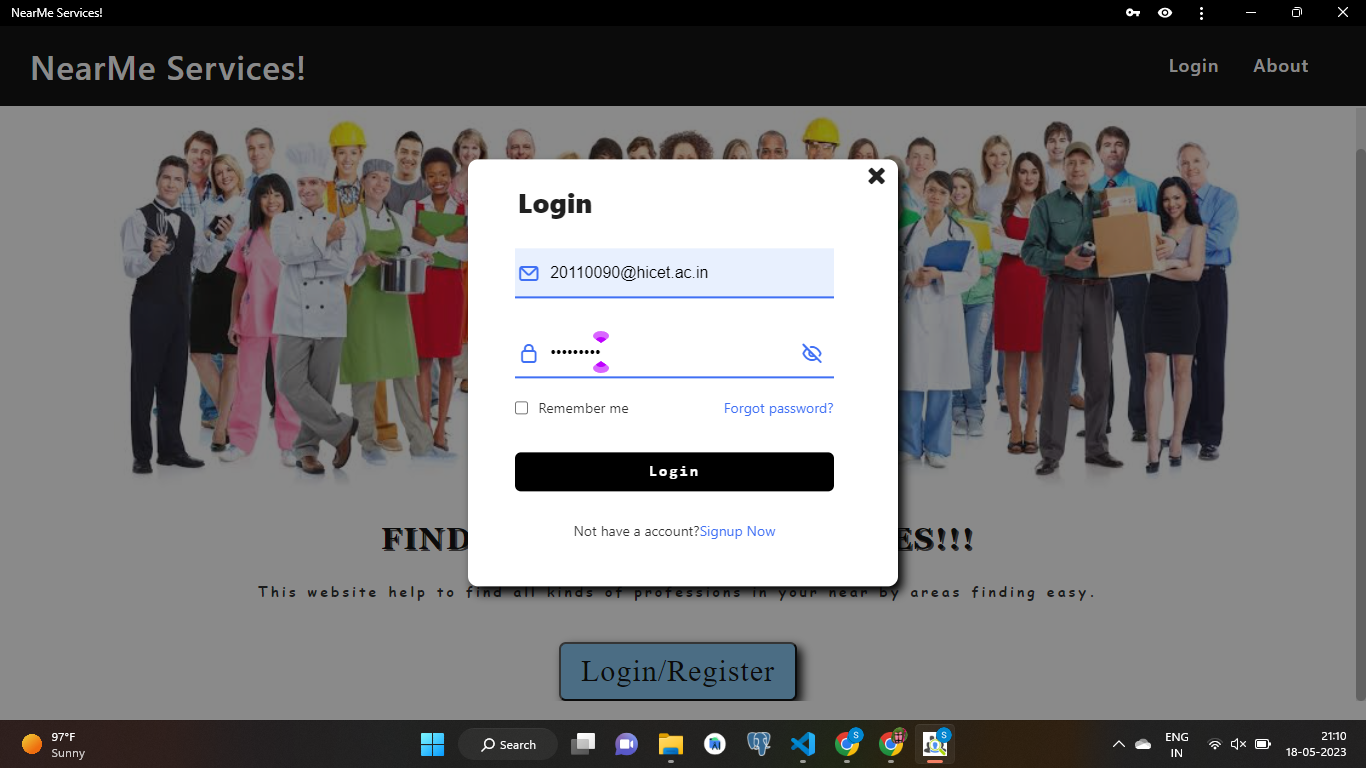 NearMe Services!
NearMe Services!
Login About
Login
20110090@hicet.ac.in
•••••••••
Remember me Forgot password?
Login
Not have a account?Signup Now
FIND ES!!!
This website help to find all kinds of professions in your near by areas finding easy.
Login/Register
97°F
Sunny
Search
S
S
ENG
IN
21:10
18-05-2023